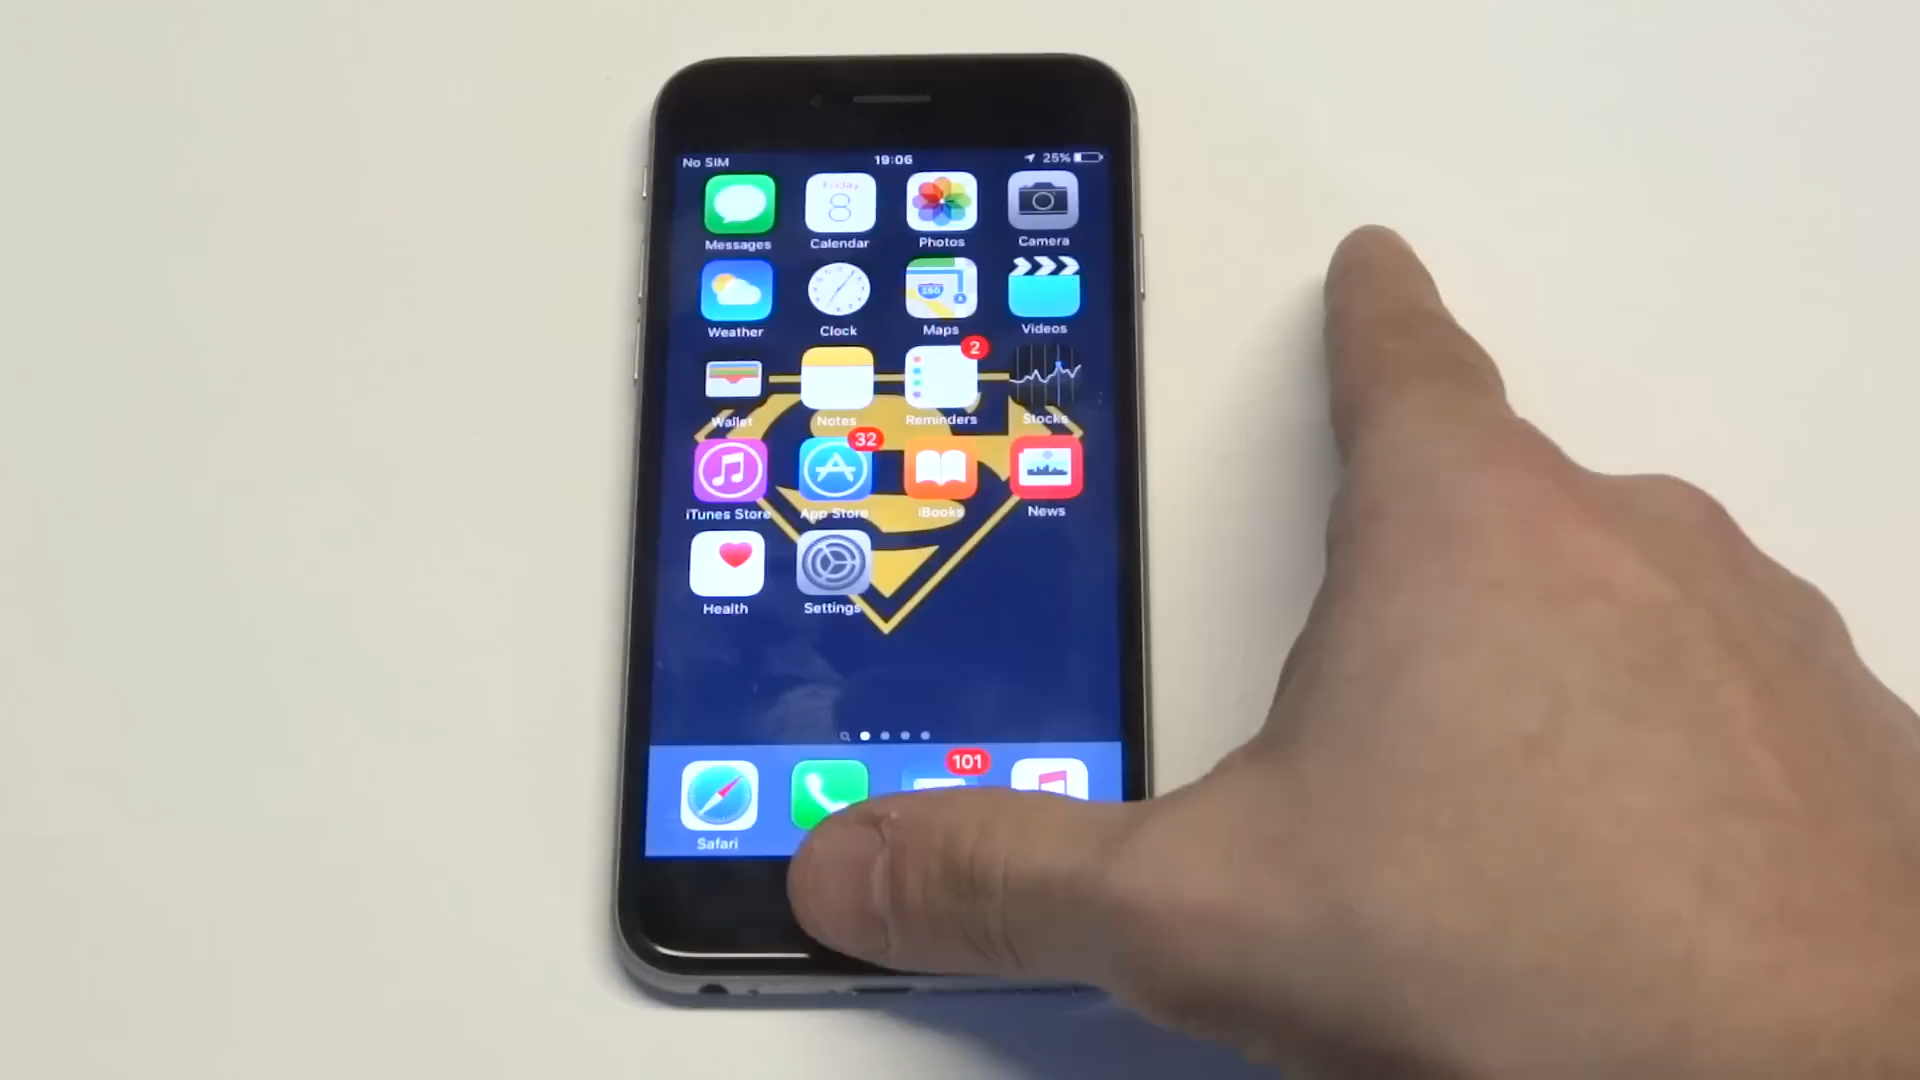 No SIM 19:06 25%
Messages Friday 8 Calendar Photos Camera
Weather Clock 280 Maps Videos
Wallet Notes 2 Reminders Stocks
iTunes Store 32 App Store iBooks News
Health Settings
101
Safari